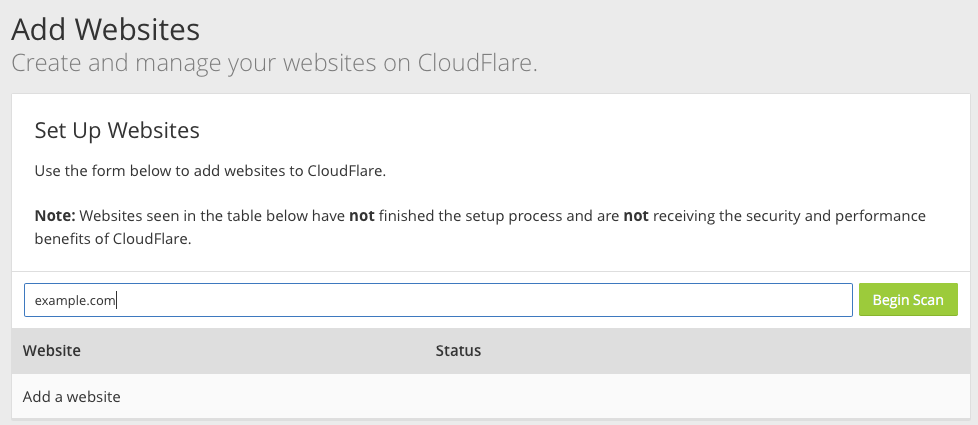 Add Websites
Create and manage your websites on CloudFlare.
Set Up Websites
Use the form below to add websites to CloudFlare.
Note: Websites seen in the table below have not finished the setup process and are not receiving the security and performance
benefits of CloudFlare.
example.com
Begin Scan
Website Status
Add a website